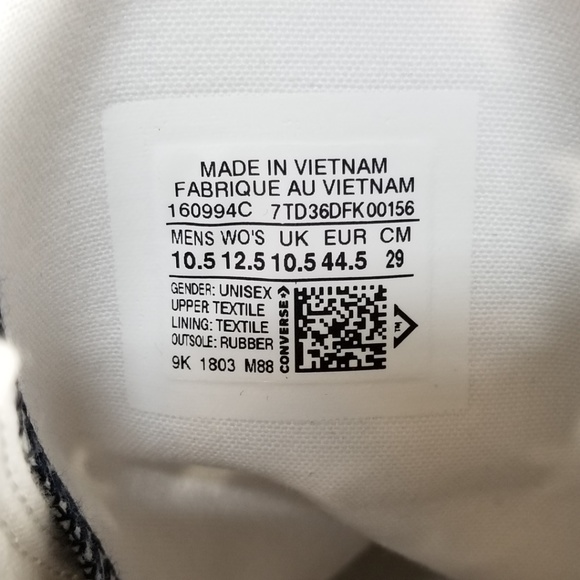 MADE IN VIETNAM
FABRIQUE AU VIETNAM
160994C 7TD36DFK00156
MENS WO'S UK EUR CM
10.5 12.5 10.5 44.5 29
GENDER: UNISEX
UPPER TEXTILE
LINING: TEXTILE
OUTSOLE: RUBBER
9K 1803 M88
CONVERSE
TM